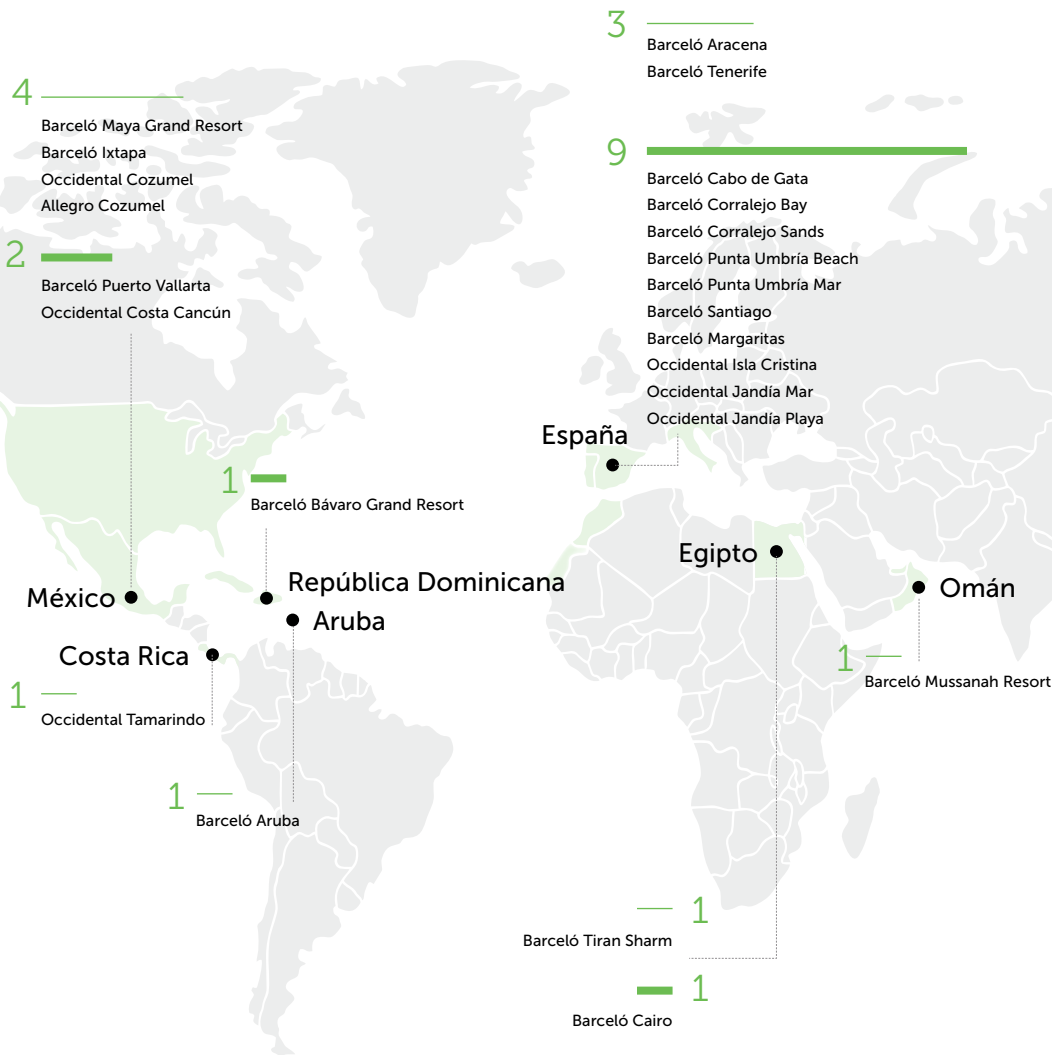 3
Barceló Aracena
Barceló Tenerife
4
Barceló Maya Grand Resort
Barceló Ixtapa
Occidental Cozumel
Allegro Cozumel
9
Barceló Cabo de Gata
Barceló Corralejo Bay
Barceló Corralejo Sands
Barceló Punta Umbría Beach
Barceló Punta Umbría Mar
Barceló Santiago
Barceló Margaritas
Occidental Isla Cristina
Occidental Jandía Mar
Occidental Jandía Playa
2
Barceló Puerto Vallarta
Occidental Costa Cancún
España
1
Barceló Bávaro Grand Resort
Egipto
República Dominicana
Omán
México
Aruba
Costa Rica
1
Barceló Mussanah Resort
1
Occidental Tamarindo
1
Barceló Aruba
1
Barceló Tiran Sharm
1
Barceló Cairo